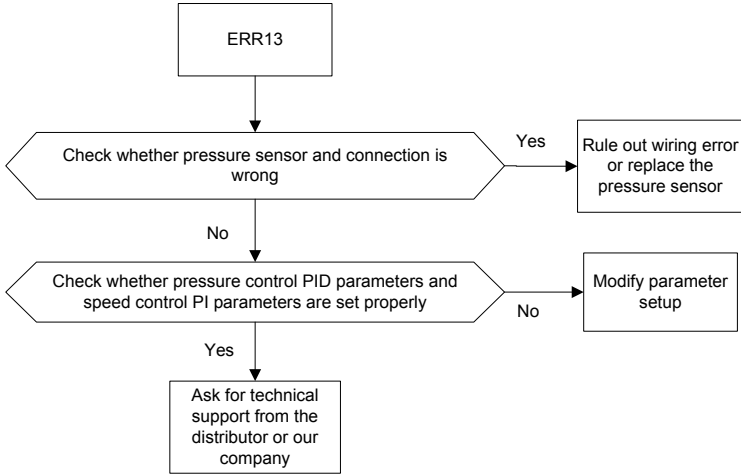 ERR13
Check whether pressure sensor and connection is
wrong
Yes
Rule out wiring error
or replace the
pressure sensor
No
Check whether pressure control PID parameters and
speed control PI parameters are set properly
No
Modify parameter
setup
Yes
Ask for technical
support from the
distributor or our
company